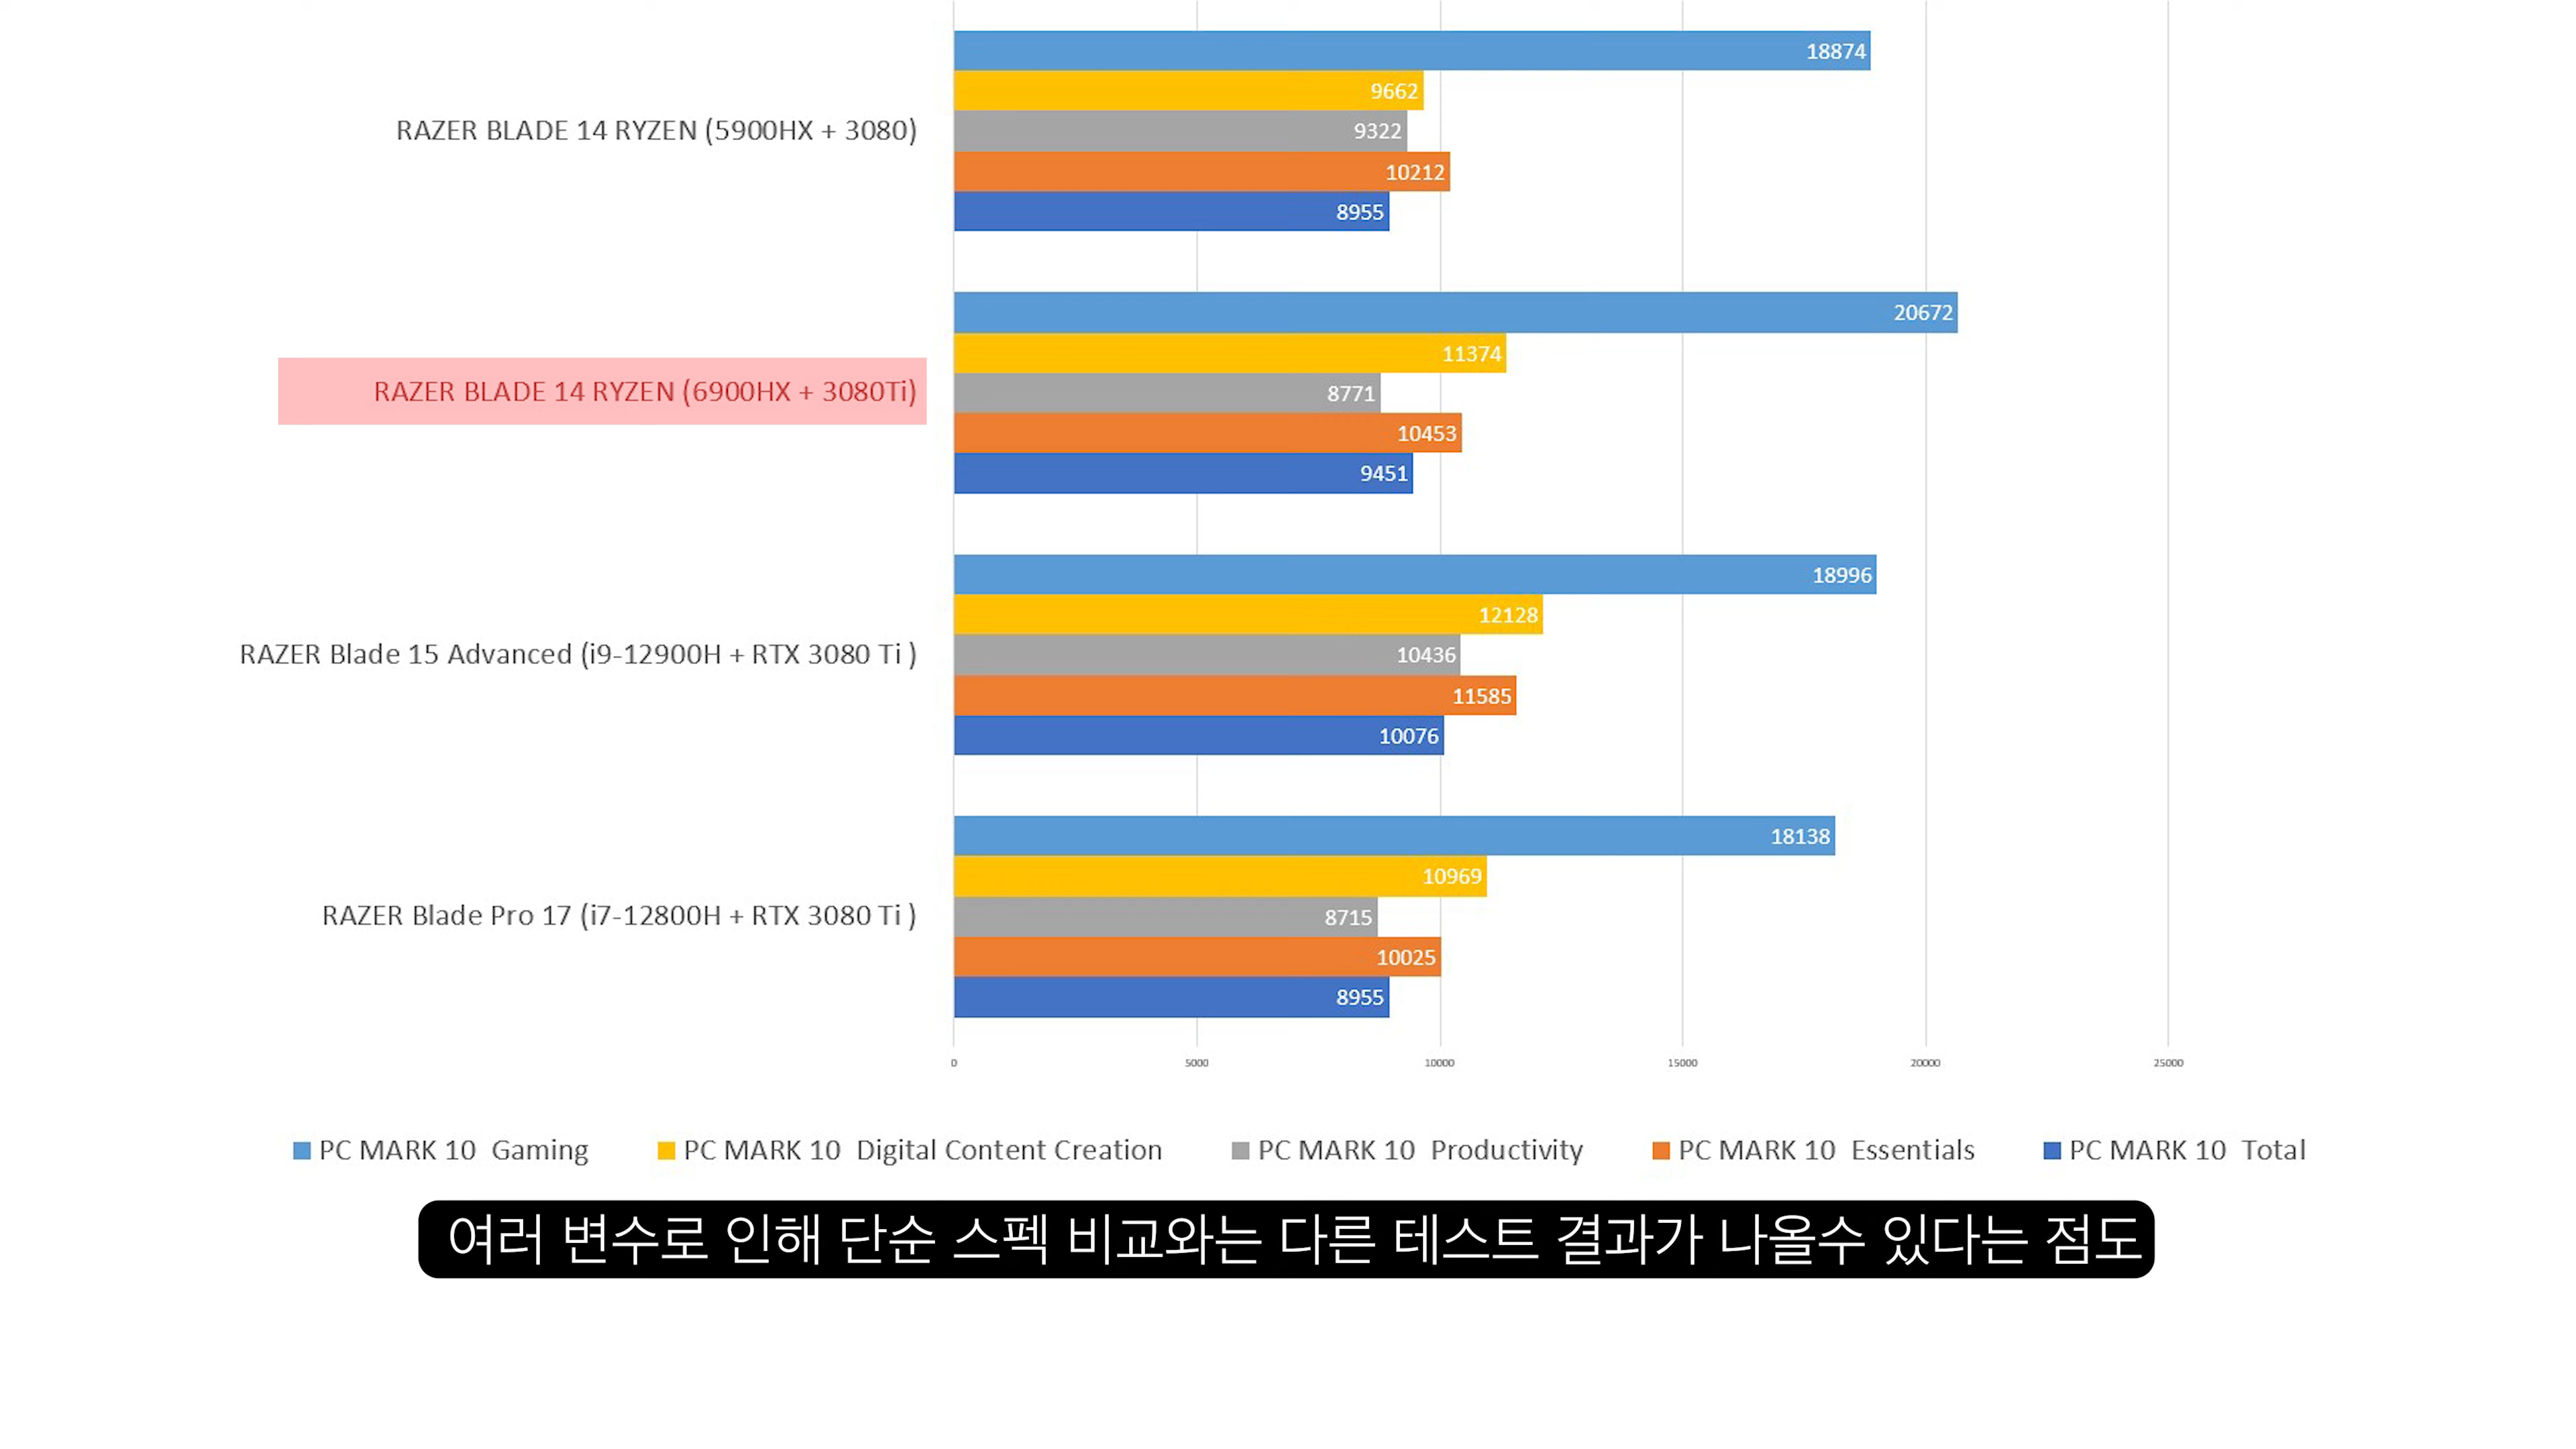 18874
9662
RAZER BLADE 14 RYZEN (5900HX + 3080)
9322
10212
8955
20672
11374
RAZER BLADE 14 RYZEN (6900HX + 3080Ti)
8771
10453
9451
18996
12128
RAZER Blade 15 Advanced (i9-12900H + RTX 3080 Ti )
10436
11585
10076
18138
10969
RAZER Blade Pro 17 (i7-12800H + RTX 3080 Ti )
8715
10025
8955
0 5000 10000 15000 20000 25000
PC MARK 10 Gaming PC MARK 10 Digital Content Creation PC MARK 10 Productivity PC MARK 10 Essentials PC MARK 10 Total
여러 변수로 인해 단순 스펙 비교와는 다른 테스트 결과가 나올수 있다는 점도